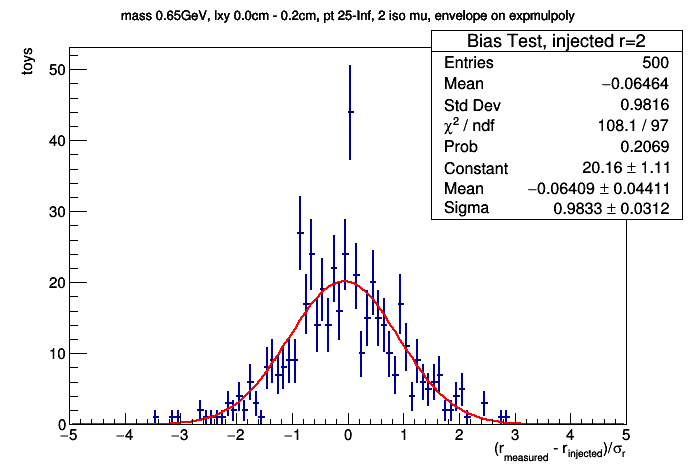 mass 0.65GeV, lxy 0.0cm - 0.2cm, pt 25-Inf, 2 iso mu, envelope on expmulpoly
Bias Test, injected r=2
Entries 500
Mean −0.06464
Std Dev 0.9816
χ² / ndf 108.1 / 97
Prob 0.2069
Constant 20.16 ± 1.11
Mean −0.06409 ± 0.04411
Sigma 0.9833 ± 0.0312
toys
50
40
30
20
10
0
−5 −4 −3 −2 −1 0 1 2 3 4 5
(r_measured - r_injected)/σ_r